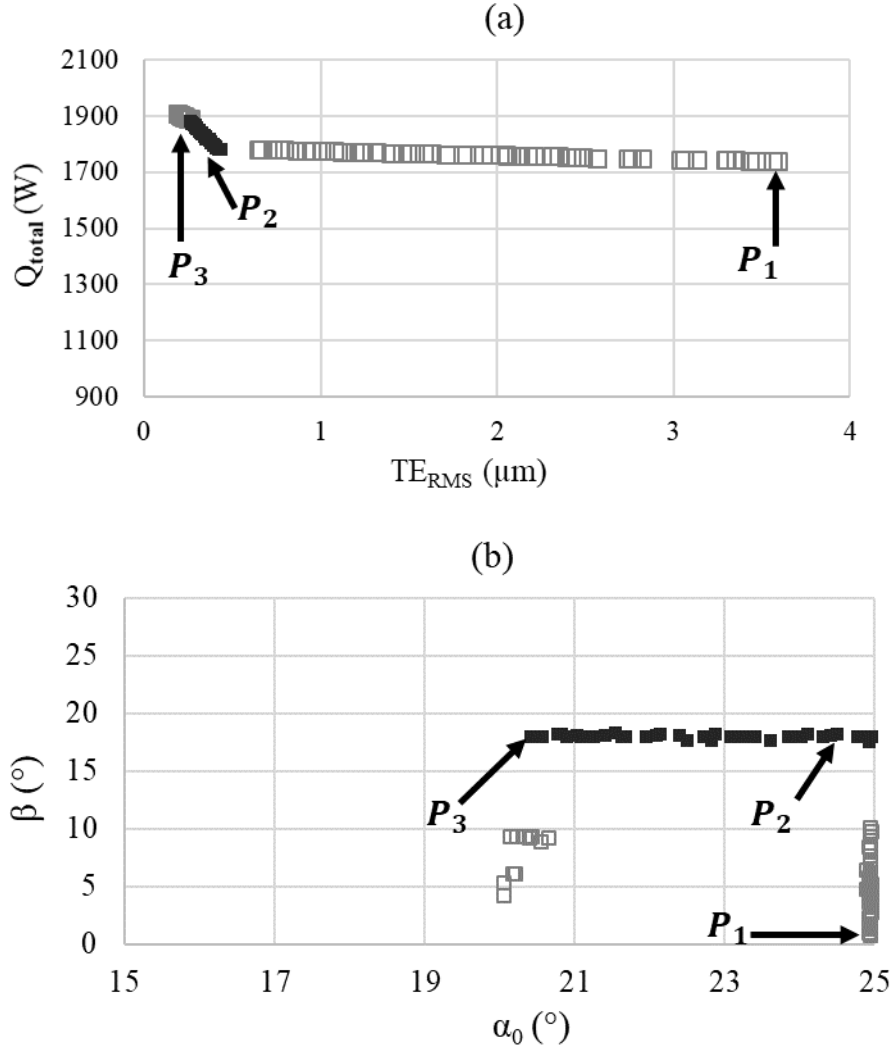 (a)
Q_total (W)
2100
1900
1700
1500
1300
1100
900
P_3
P_2
P_1
0 1 2 3 4
TE_RMS (μm)
(b)
β (°)
30
25
20
15
10
5
0
P_3
P_2
P_1
15 17 19 21 23 25
α_0 (°)